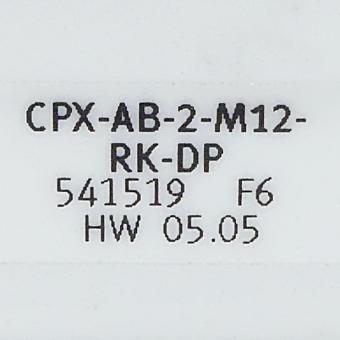 CPX-AB-2-M12-
RK-DP
541519 F6
HW 05.05